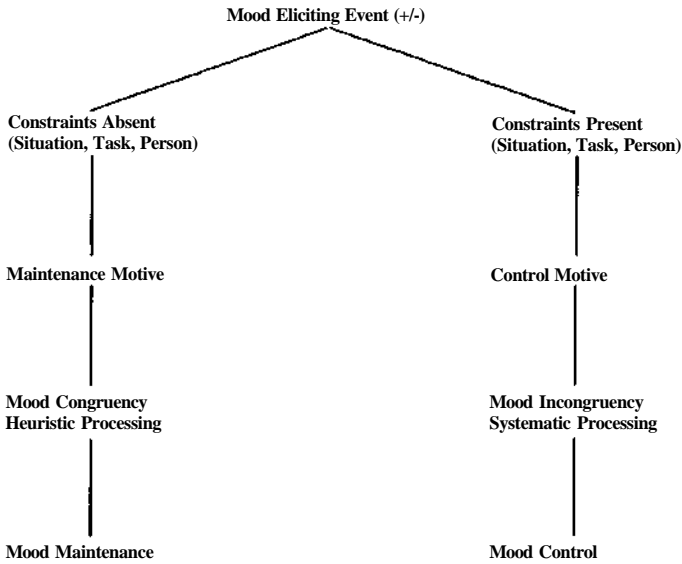 Mood Eliciting Event (+/-)
Constraints Absent
(Situation, Task, Person)
Constraints Present
(Situation, Task, Person)
Maintenance Motive
Control Motive
Mood Congruency
Heuristic Processing
Mood Incongruency
Systematic Processing
Mood Maintenance
Mood Control